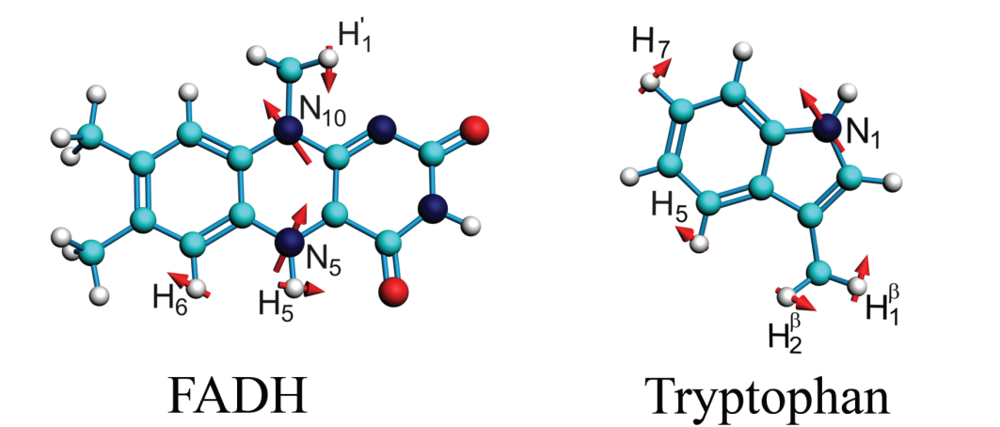 H'1
N10
N5
H6
H5
FADH
H7
N1
H5
Hβ1
Hβ2
Tryptophan